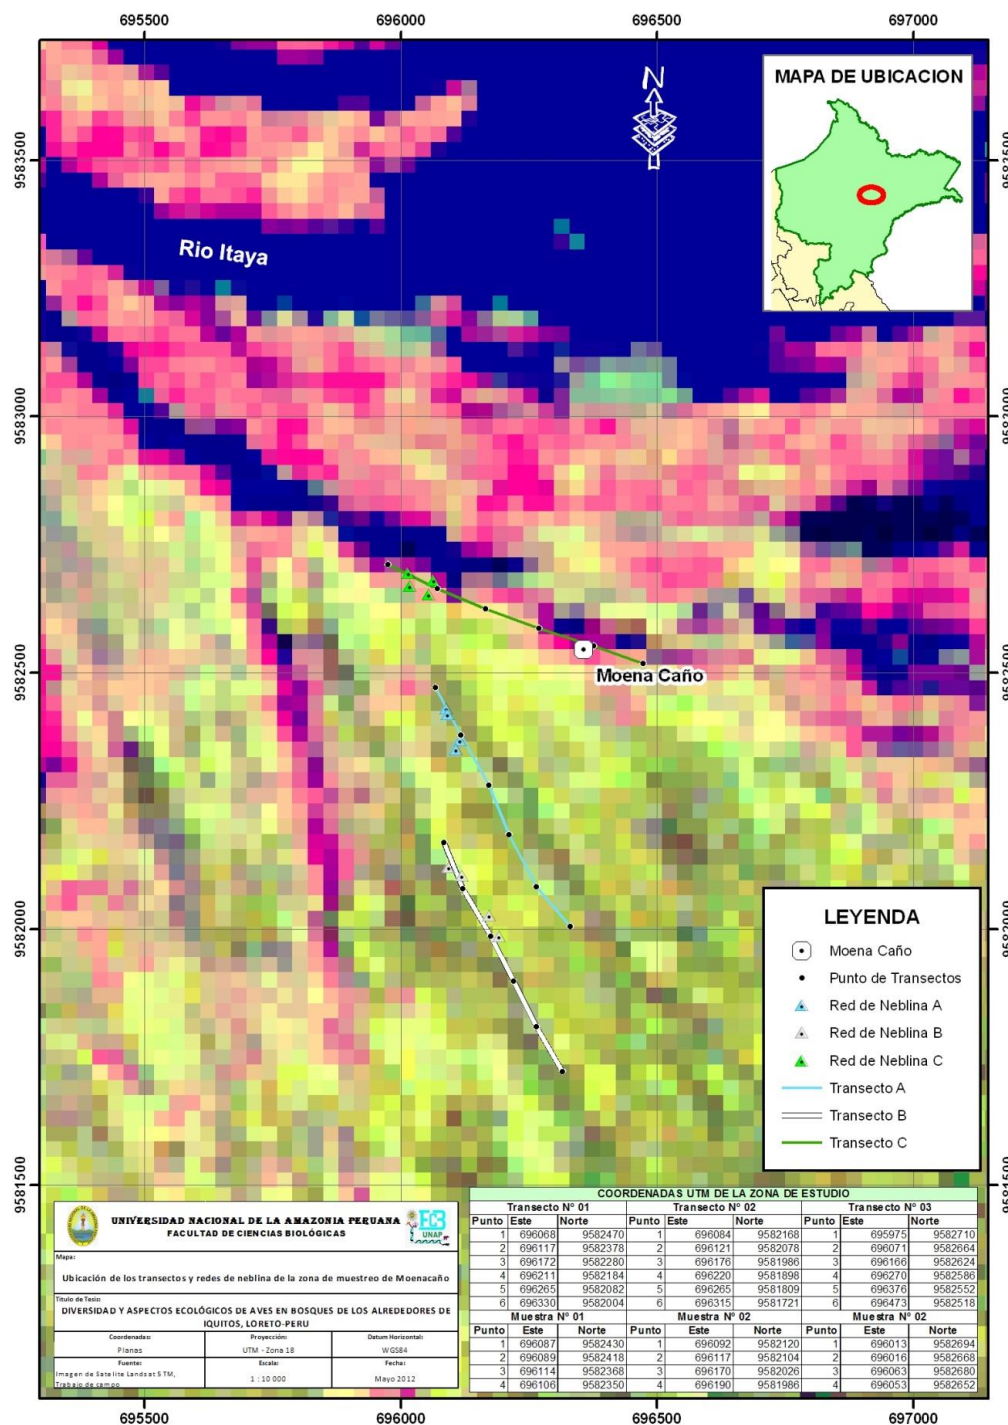 695500 696000 696500 697000
9583500
9583000
9582500
9582000
9581500
N
MAPA DE UBICACION
Rio Itaya
Moena Caño
LEYENDA
Moena Caño
Punto de Transectos
Red de Neblina A
Red de Neblina B
Red de Neblina C
Transecto A
Transecto B
Transecto C
UNIVERSIDAD NACIONAL DE LA AMAZONIA PERUANA
FACULTAD DE CIENCIAS BIOLÓGICAS
FCB
UNAP
Mapa:
Ubicación de los transectos y redes de neblina de la zona de muestreo de Moenacaño
Titulo de Tesis:
DIVERSIDAD Y ASPECTOS ECOLÓGICOS DE AVES EN BOSQUES DE LOS ALREDEDORES DE
IQUITOS, LORETO-PERU
Coordenadas: Proyección: Datum Horizontal:
Planas UTM - Zona 18 WGS84
Fuente: Escala: Fecha:
Imagen de Satelite Landsat 5 TM, 1 : 10 000 Mayo 2012
Trabajo de campo
COORDENADAS UTM DE LA ZONA DE ESTUDIO
Transecto N° 01 Transecto N° 02 Transecto N° 03
Punto Este Norte Punto Este Norte Punto Este Norte
1 696068 9582470 1 696084 9582168 1 695975 9582710
2 696117 9582378 2 696121 9582078 2 696071 9582664
3 696172 9582280 3 696176 9581986 3 696166 9582624
4 696211 9582184 4 696220 9581898 4 696270 9582586
5 696265 9582082 5 696265 9581809 5 696376 9582552
6 696330 9582004 6 696315 9581721 6 696473 9582518
Muestra N° 01 Muestra N° 02 Muestra N° 02
Punto Este Norte Punto Este Norte Punto Este Norte
1 696087 9582430 1 696092 9582120 1 696013 9582694
2 696089 9582418 2 696117 9582104 2 696016 9582668
3 696114 9582368 3 696170 9582026 3 696063 9582680
4 696106 9582350 4 696190 9581986 4 696053 9582652
695500 696000 696500 697000